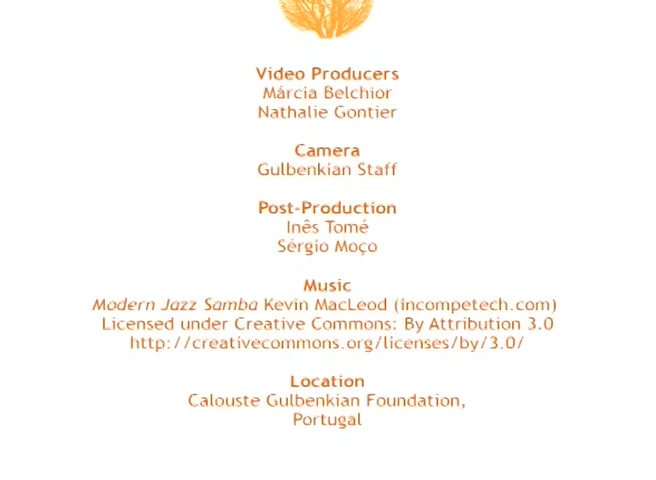 Video Producers
Márcia Belchior
Nathalie Gontier
Camera
Gulbenkian Staff
Post-Production
Inês Tomé
Sérgio Moço
Music
Modern Jazz Samba Kevin MacLeod (incompetech.com)
Licensed under Creative Commons: By Attribution 3.0
http://creativecommons.org/licenses/by/3.0/
Location
Calouste Gulbenkian Foundation,
Portugal